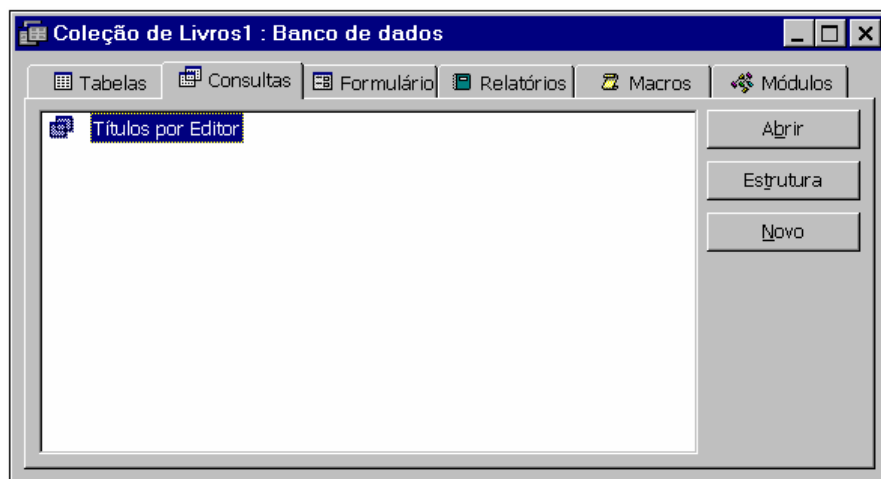 Coleção de Livros1 : Banco de dados
Tabelas Consultas Formulário Relatórios Macros Módulos
Títulos por Editor Abrir
Estrutura
Novo